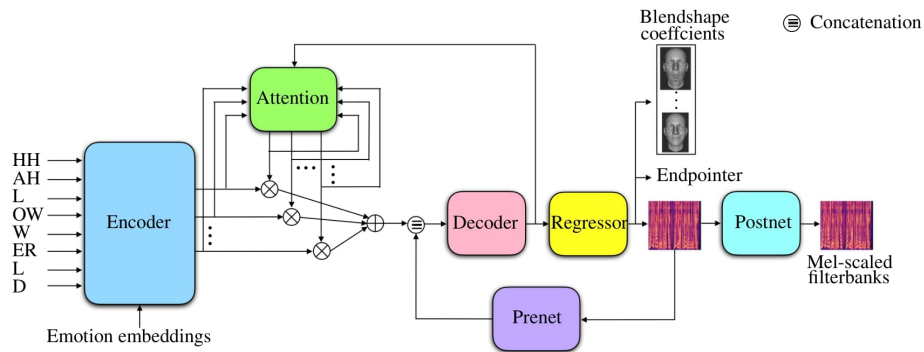 Blendshape
coeffcients
Concatenation
Attention
HH
AH
L
OW
W
ER
L
D
Encoder
Decoder
Regressor
Endpointer
Postnet
Mel-scaled
filterbanks
Prenet
Emotion embeddings